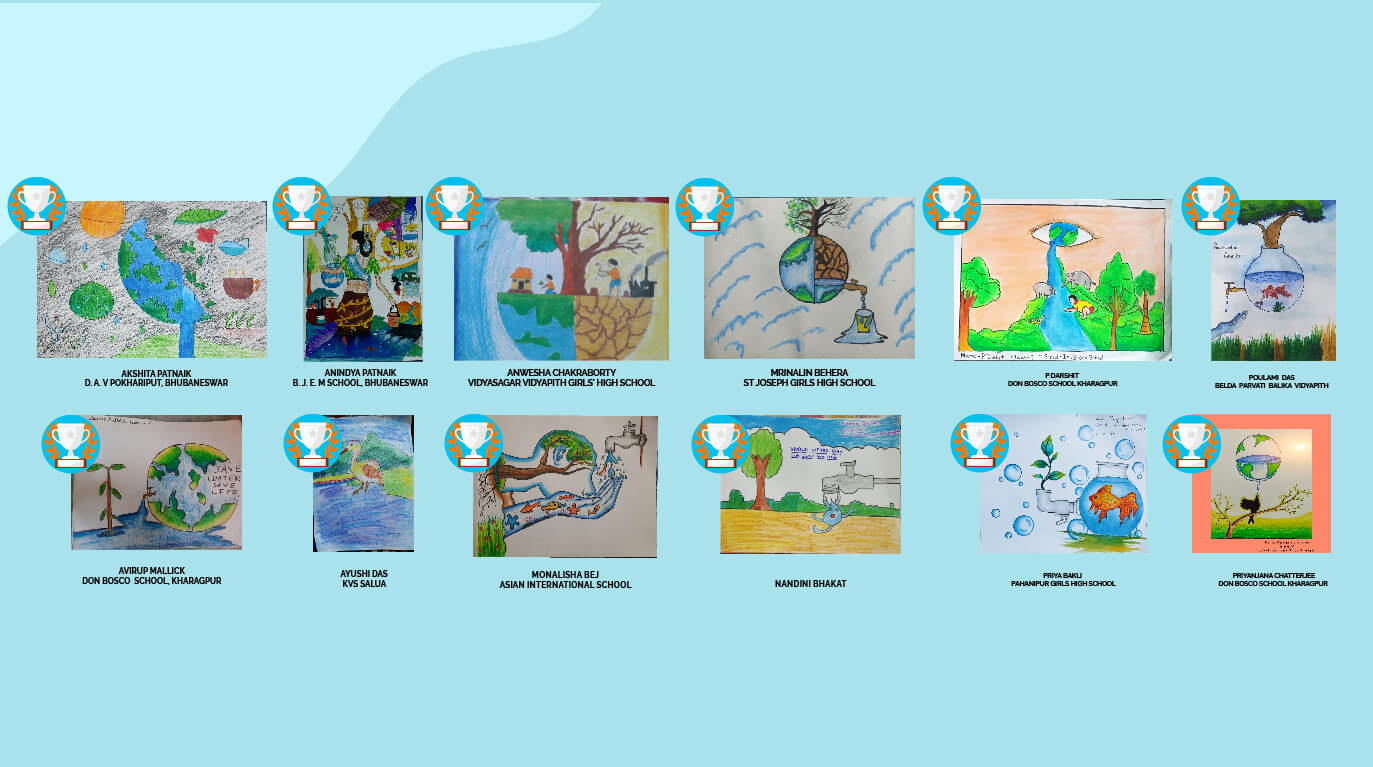 AKSHITA PATNAIK
D. A. V POKHARIPUT, BHUBANESWAR
ANINDYA PATNAIK
B. J. E. M SCHOOL, BHUBANESWAR
ANWESHA CHAKRABORTY
VIDYASAGAR VIDYAPITH GIRLS' HIGH SCHOOL
MRINALIN BEHERA
ST JOSEPH GIRLS HIGH SCHOOL
P DARSHIT
DON BOSCO SCHOOL KHARAGPUR
POULAMI DAS
BELDA PARVATI BALIKA VIDYAPITH
SAVE
WATER
SAVE
LIFE
AVIRUP MALLICK
DON BOSCO SCHOOL, KHARAGPUR
AYUSHI DAS
KVS SALUA
MONALISHA BEJ
ASIAN INTERNATIONAL SCHOOL
NANDINI BHAKAT
PRIYA BAKLI
PAHANIPUR GIRLS HIGH SCHOOL
PRIYANJANA CHATTERJEE
DON BOSCO SCHOOL KHARAGPUR